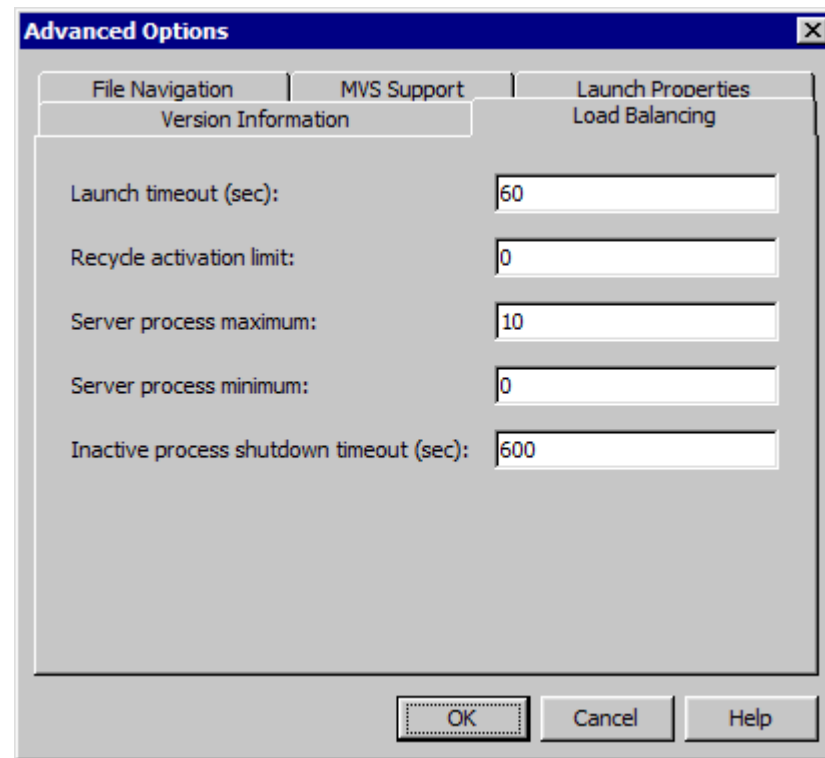 Advanced Options
File Navigation MVS Support Launch Properties
Version Information Load Balancing
Launch timeout (sec): 60
Recycle activation limit: 0
Server process maximum: 10
Server process minimum: 0
Inactive process shutdown timeout (sec): 600
OK Cancel Help